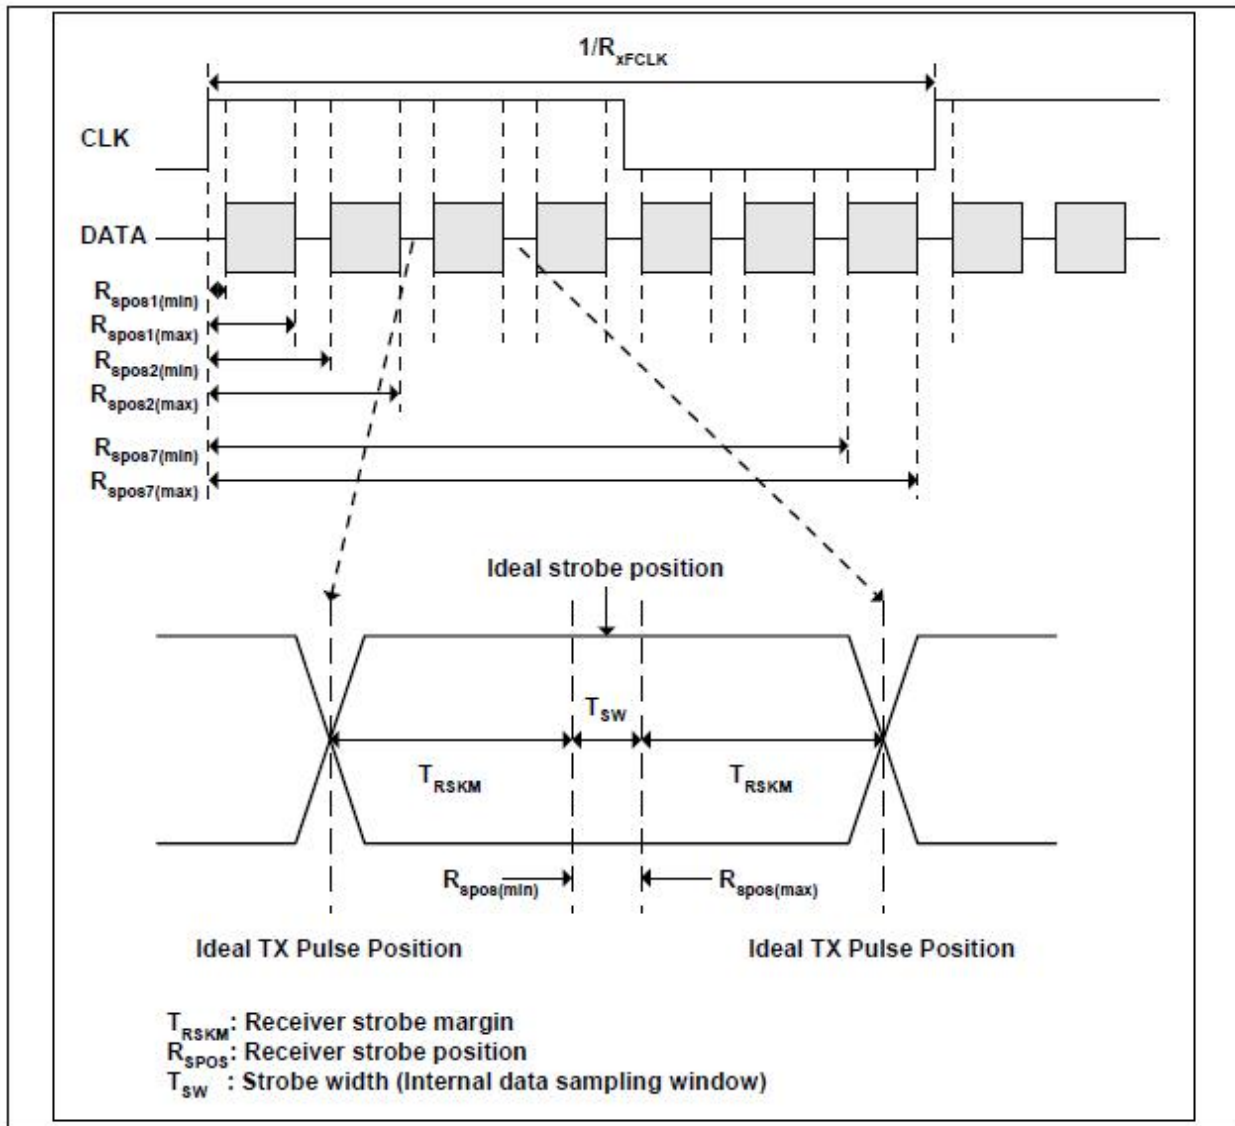 1/RxFCLK
CLK
DATA
Rspos1(min)
Rspos1(max)
Rspos2(min)
Rspos2(max)
Rspos7(min)
Rspos7(max)
Ideal strobe position
TSW
TRSKM TRSKM
Rspos(min) Rspos(max)
Ideal TX Pulse Position Ideal TX Pulse Position
TRSKM: Receiver strobe margin
RSPOS: Receiver strobe position
TSW : Strobe width (Internal data sampling window)